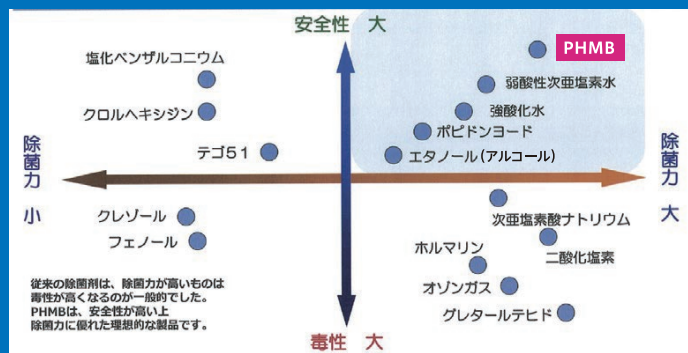 安全性 大
PHMB
塩化ベンザルコニウム
弱酸性次亜塩素水
クロルヘキシジン
強酸化水
ポピドンヨード
テゴ51
エタノール(アルコール)
除菌力 小
除菌力 大
クレゾール
次亜塩素酸ナトリウム
フェノール
ホルマリン
二酸化塩素
オゾンガス
グレタールテヒド
従来の除菌剤は、除菌力が高いものは
毒性が高くなるのが一般的でした。
PHMBは、安全性が高い上
除菌力に優れた理想的な製品です。
毒性 大